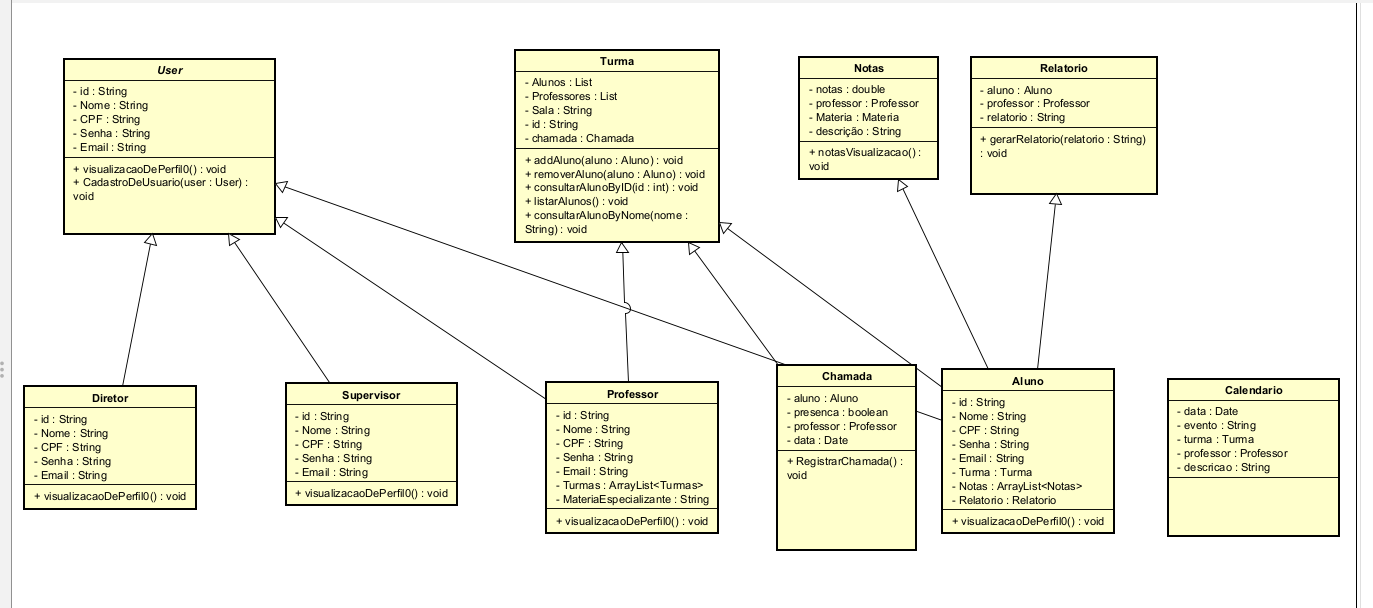 User
- id : String
- Nome : String
- CPF : String
- Senha : String
- Email : String
+ visualizacaoDePerfil0() : void
+ CadastroDeUsuario(user : User) :
void
Turma
- Alunos : List
- Professores : List
- Sala : String
- id : String
- chamada : Chamada
+ addAluno(aluno : Aluno) : void
+ removerAluno(aluno : Aluno) : void
+ consultarAlunoByID(id : int) : void
+ listarAlunos() : void
+ consultarAlunoByNome(nome :
String) : void
Notas
- notas : double
- professor : Professor
- Materia : Materia
- descrição : String
+ notasVisualizacao() :
void
Relatorio
- aluno : Aluno
- professor : Professor
- relatorio : String
+ gerarRelatorio(relatorio : String)
: void
Diretor
- id : String
- Nome : String
- CPF : String
- Senha : String
- Email : String
+ visualizacaoDePerfil0() : void
Supervisor
- id : String
- Nome : String
- CPF : String
- Senha : String
- Email : String
+ visualizacaoDePerfil0() : void
Professor
- id : String
- Nome : String
- CPF : String
- Senha : String
- Email : String
- Turmas : ArrayList<Turmas>
- MateriaEspecializante : String
+ visualizacaoDePerfil0() : void
Chamada
- aluno : Aluno
- presenca : boolean
- professor : Professor
- data : Date
+ RegistrarChamada() :
void
Aluno
- id : String
- Nome : String
- CPF : String
- Senha : String
- Email : String
- Turma : Turma
- Notas : ArrayList<Notas>
- Relatorio : Relatorio
+ visualizacaoDePerfil0() : void
Calendario
- data : Date
- evento : String
- turma : Turma
- professor : Professor
- descricao : String